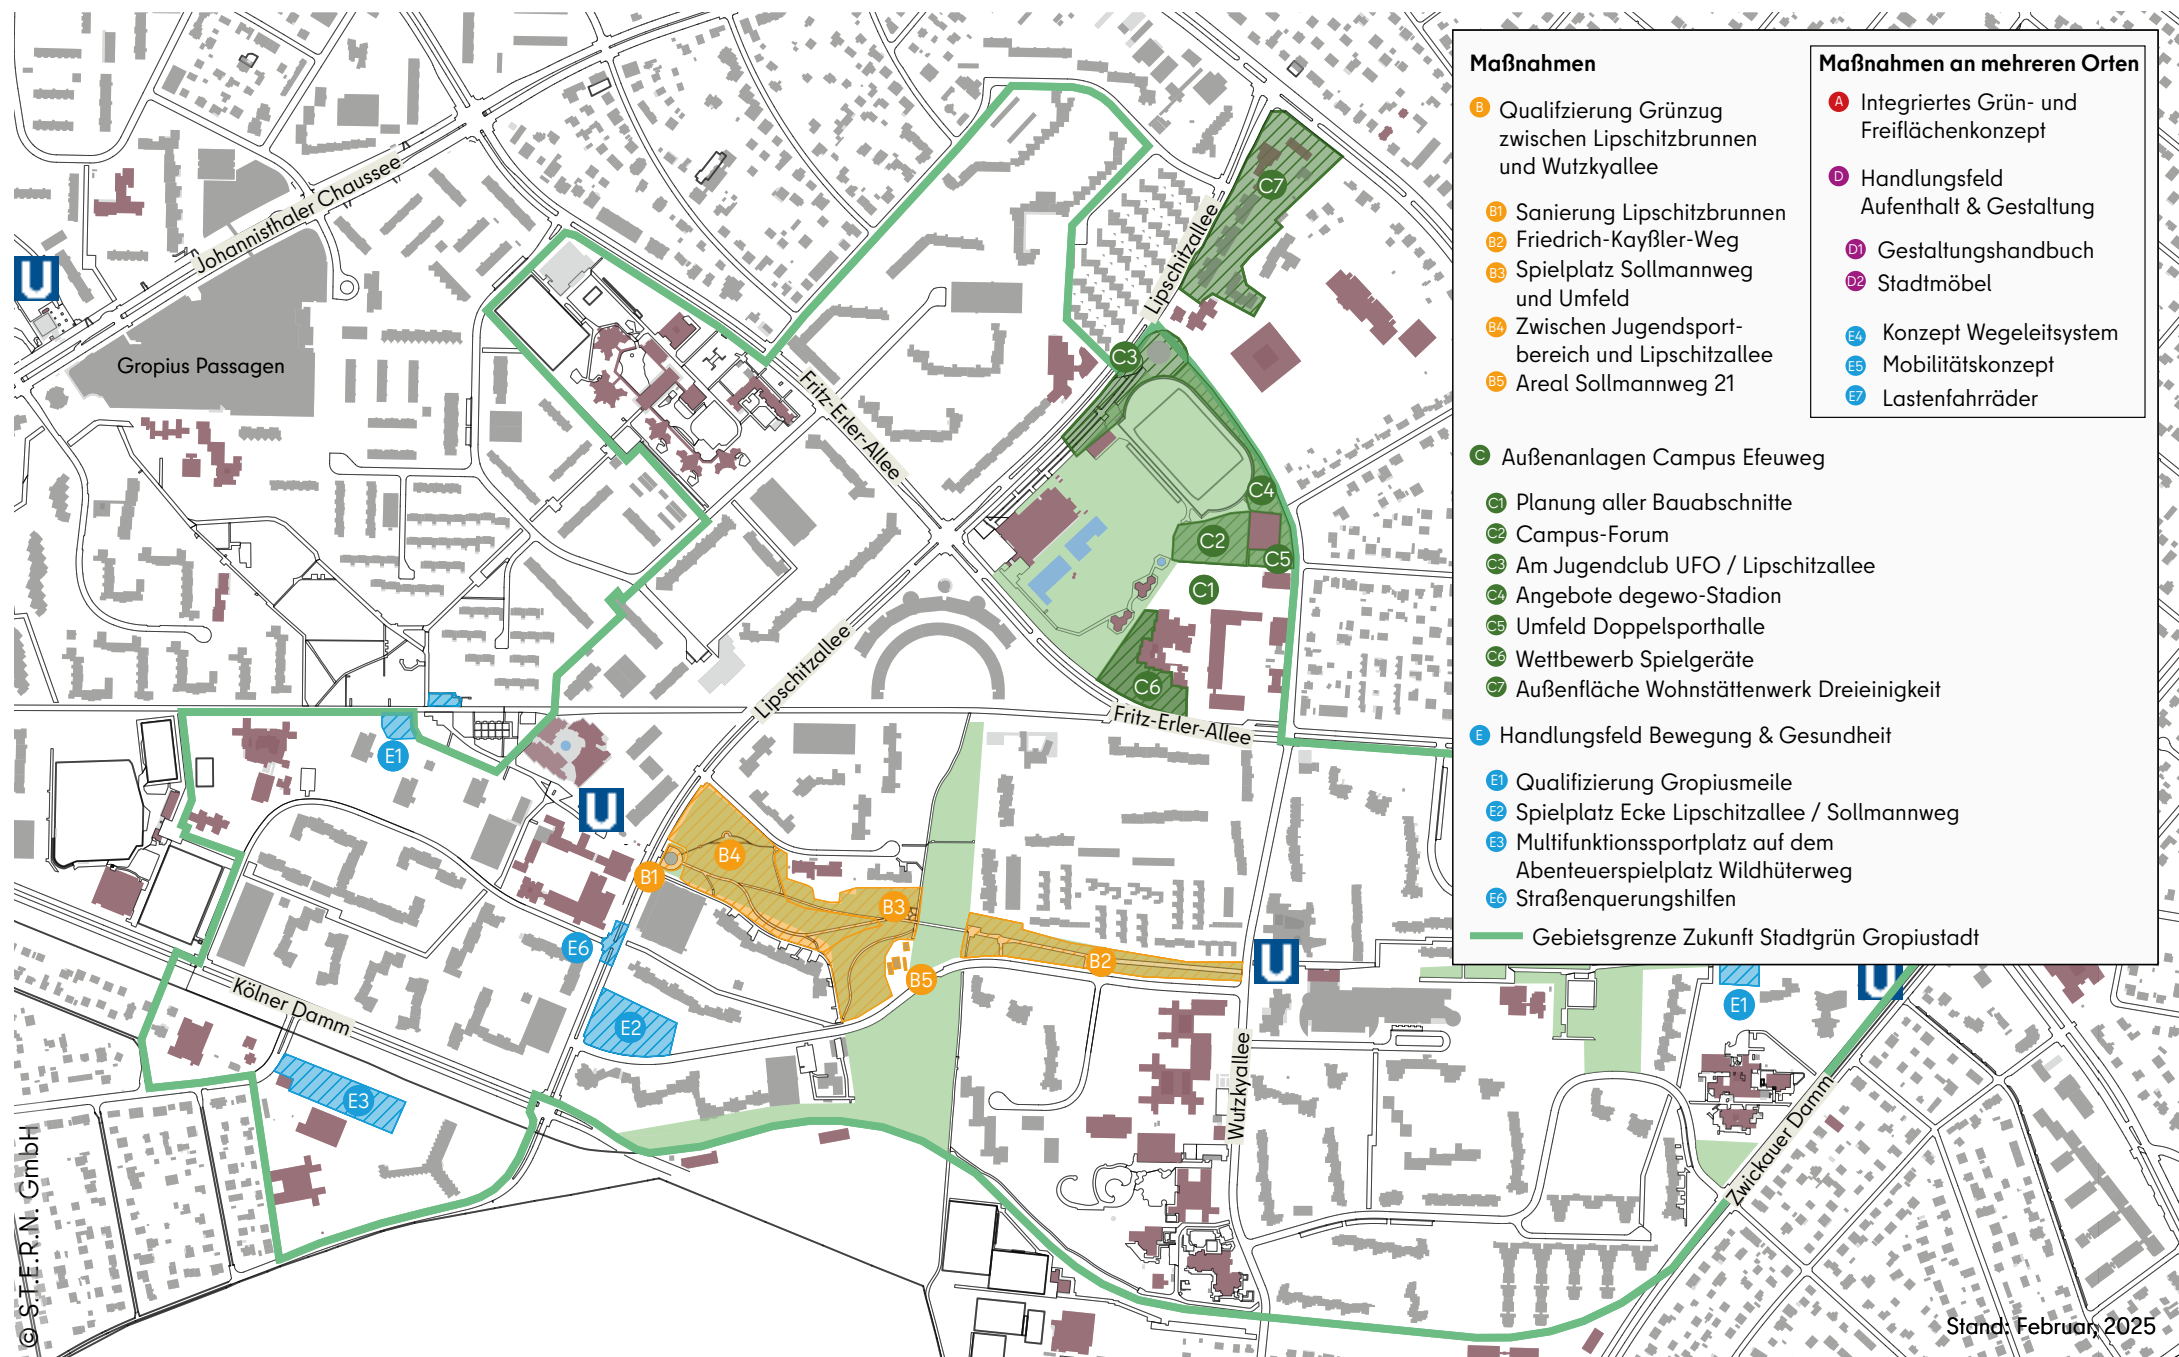 Maßnahmen
B Qualifzierung Grünzug
zwischen Lipschitzbrunnen
und Wutzkyallee
B1 Sanierung Lipschitzbrunnen
B2 Friedrich-Kayßler-Weg
B3 Spielplatz Sollmannweg
und Umfeld
B4 Zwischen Jugendsport-
bereich und Lipschitzallee
B5 Areal Sollmannweg 21
Maßnahmen an mehreren Orten
A Integriertes Grün- und
Freiflächenkonzept
D Handlungsfeld
Aufenthalt & Gestaltung
D1 Gestaltungshandbuch
D2 Stadtmöbel
E4 Konzept Wegeleitsystem
E5 Mobilitätskonzept
E7 Lastenfahrräder
C Außenanlagen Campus Efeuweg
C1 Planung aller Bauabschnitte
C2 Campus-Forum
C3 Am Jugendclub UFO / Lipschitzallee
C4 Angebote degewo-Stadion
C5 Umfeld Doppelsporthalle
C6 Wettbewerb Spielgeräte
C7 Außenfläche Wohnstättenwerk Dreieinigkeit
E Handlungsfeld Bewegung & Gesundheit
E1 Qualifizierung Gropiusmeile
E2 Spielplatz Ecke Lipschitzallee / Sollmannweg
E3 Multifunktionssportplatz auf dem
Abenteuerspielplatz Wildhüterweg
E6 Straßenquerungshilfen
Gebietsgrenze Zukunft Stadtgrün Gropiustadt
Johannisthaler Chaussee
U
Gropius Passagen
Lipschitzallee
C7
C3
Fritz-Erler-Allee
C4
C2
C5
C1
C6
Lipschitzallee
Fritz-Erler-Allee
E1
U
B4
B1
B3
E6
B2
B5
U
U
E1
E2
Kölner Damm
E3
Wutzkyallee
Zwickauer Damm
© S.T.E.R.N. GmbH
Stand: Februar, 2025